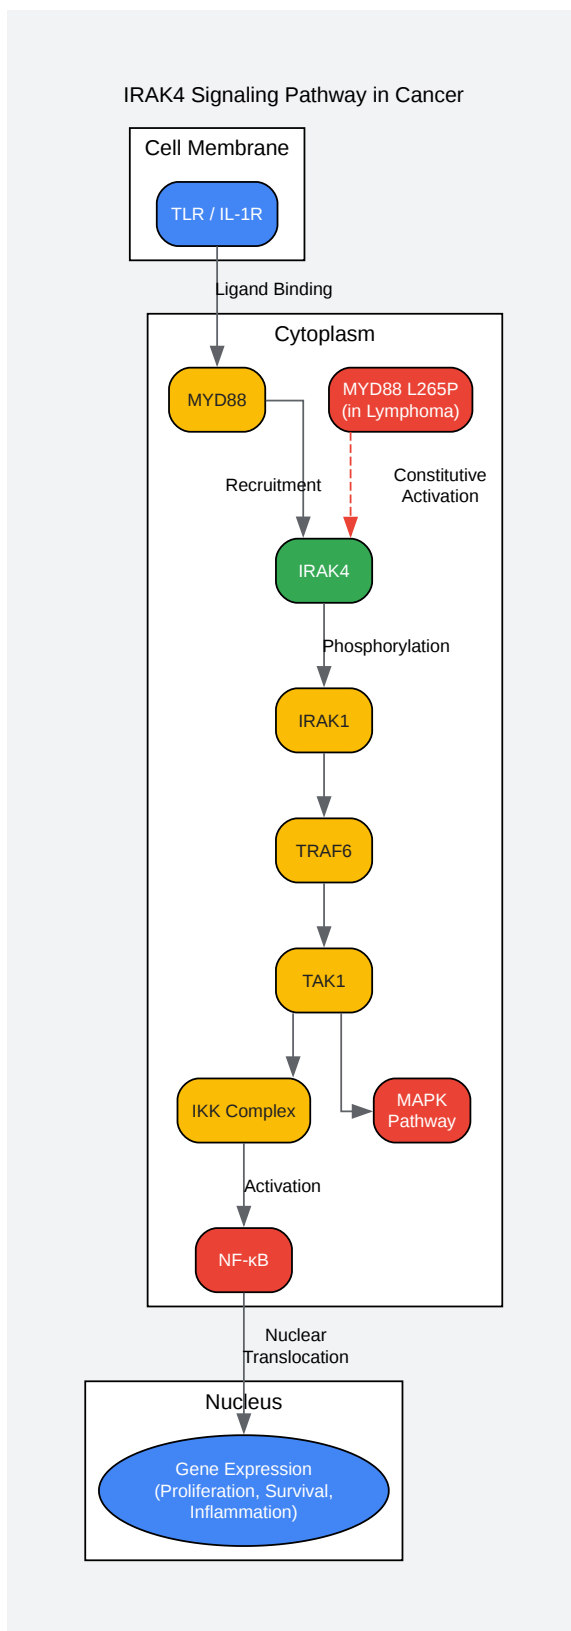 IRAK4 Signaling Pathway in Cancer
Cell Membrane
TLR / IL-1R
Ligand Binding
Cytoplasm
MYD88
MYD88 L265P
(in Lymphoma)
Recruitment
Constitutive
Activation
IRAK4
Phosphorylation
IRAK1
TRAF6
TAK1
IKK Complex
MAPK
Pathway
Activation
NF-κB
Nuclear
Translocation
Nucleus
Gene Expression
(Proliferation, Survival,
Inflammation)